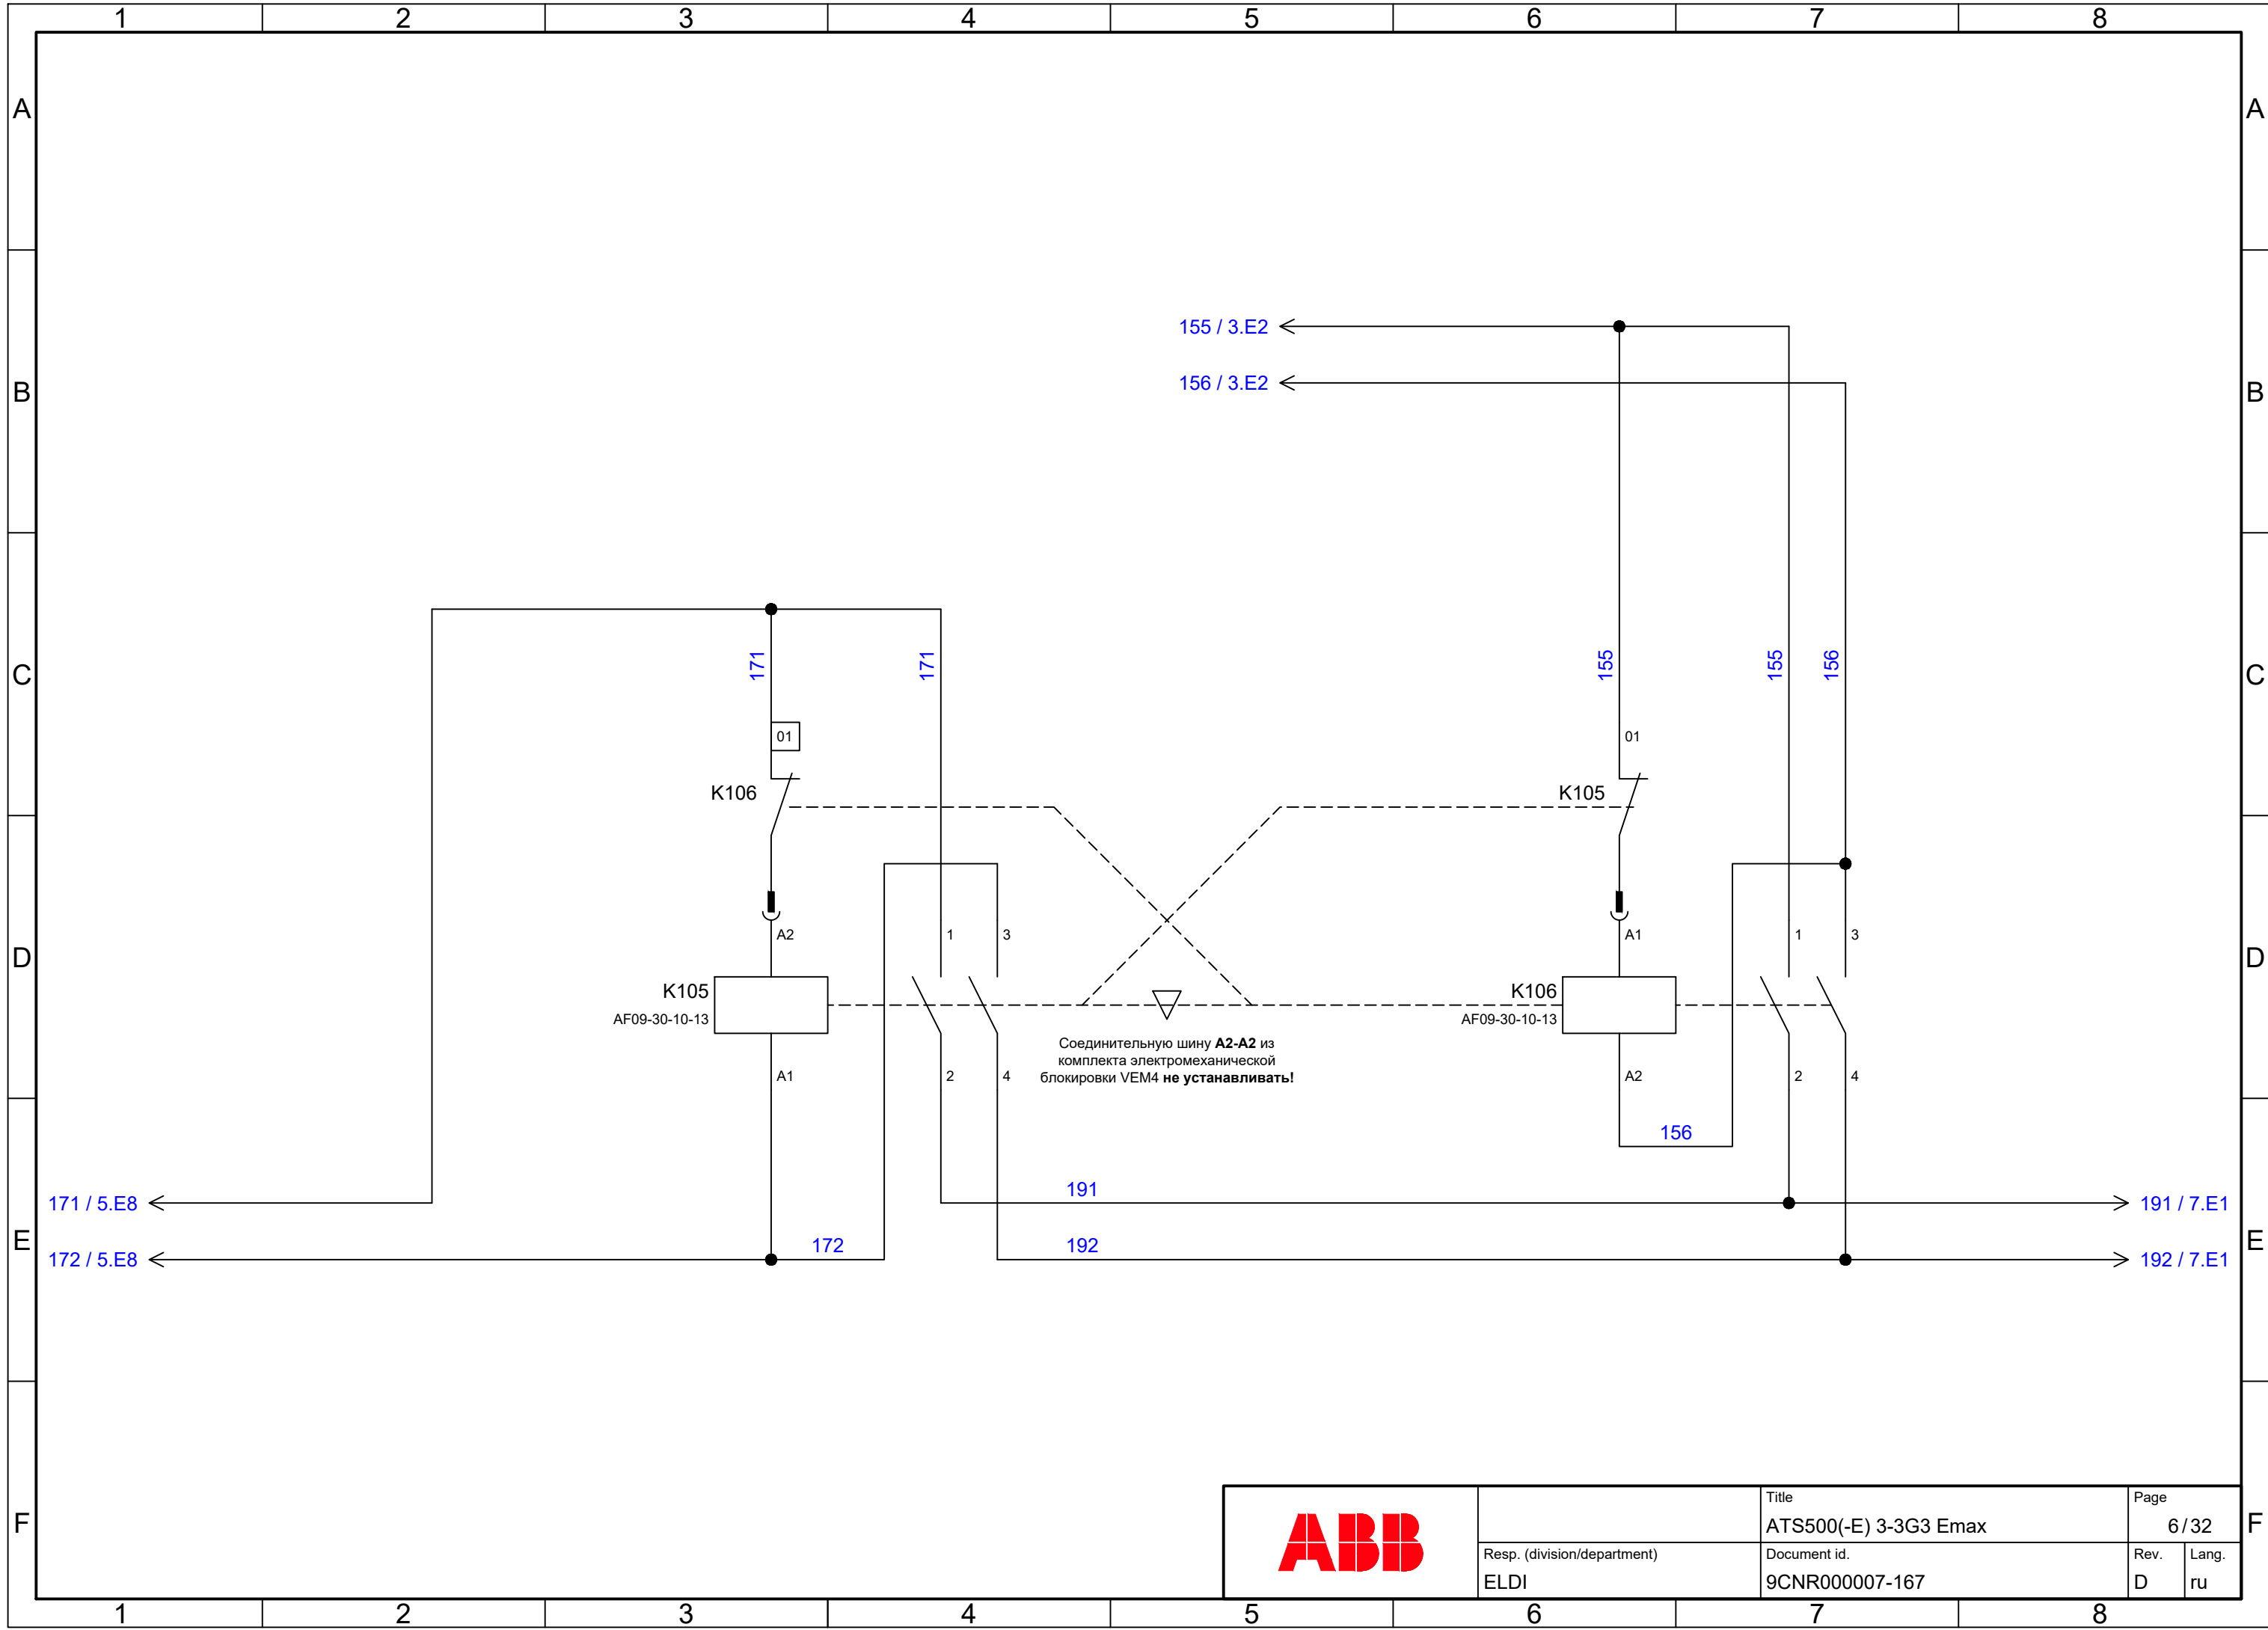 1 2 3 4 5 6 7 8
A A
155 / 3.E2
156 / 3.E2
B B
171 171 155 155 156
C C
01 01
K106 K105
A2 1 3 A1 1 3
D D
K105 K106
AF09-30-10-13 AF09-30-10-13
Соединительную шину A2-A2 из
комплекта электромеханической
блокировки VEM4 не устанавливать!
A1 2 4 A2 2 4
156
191
171 / 5.E8 191 / 7.E1
E E
172 192
172 / 5.E8 192 / 7.E1
F F
ABB
Title
ATS500(-E) 3-3G3 Emax
Page
6/32
Resp. (division/department)
ELDI
Document id.
9CNR000007-167
Rev.
D
Lang.
ru
1 2 3 4 5 6 7 8